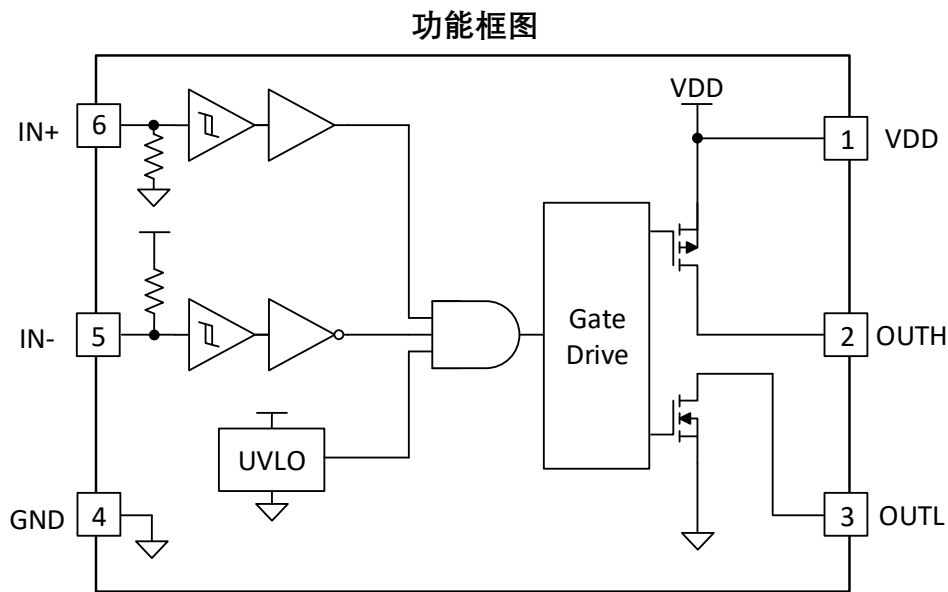 功能框图
VDD
IN+
6
1
VDD
IN-
5
Gate
Drive
2
OUTH
UVLO
GND
4
3
OUTL